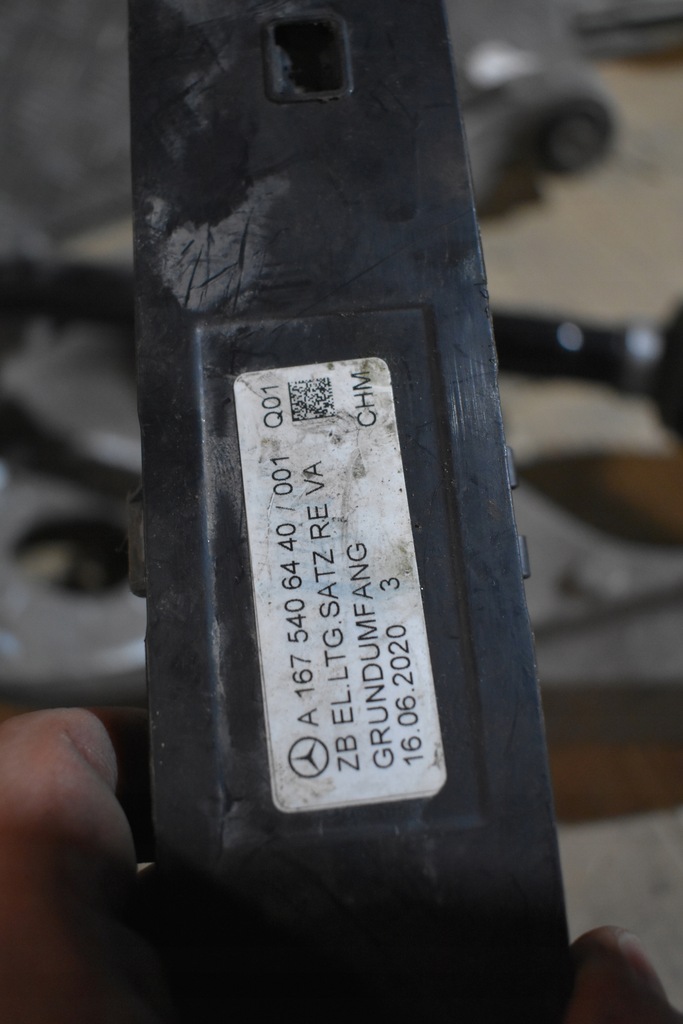 A 167 540 64 40 / 001 Q01
ZB EL.LTG.SATZ RE VA
GRUNDUMFANG CHM
16.06.2020 3